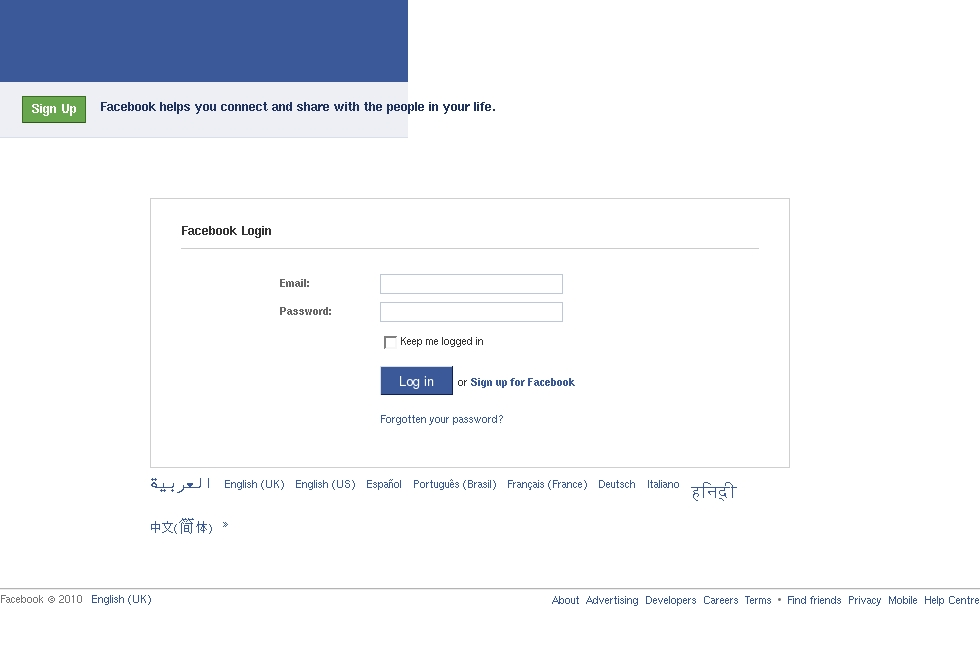 Sign Up Facebook helps you connect and share with the people in your life.
Facebook Login
Email:
Password:
Keep me logged in
Log in or Sign up for Facebook
Forgotten your password?
العربية English (UK) English (US) Español Português (Brasil) Français (France) Deutsch Italiano हिन्दी
中文(简体) »
Facebook © 2010 English (UK) About Advertising Developers Careers Terms • Find friends Privacy Mobile Help Centre